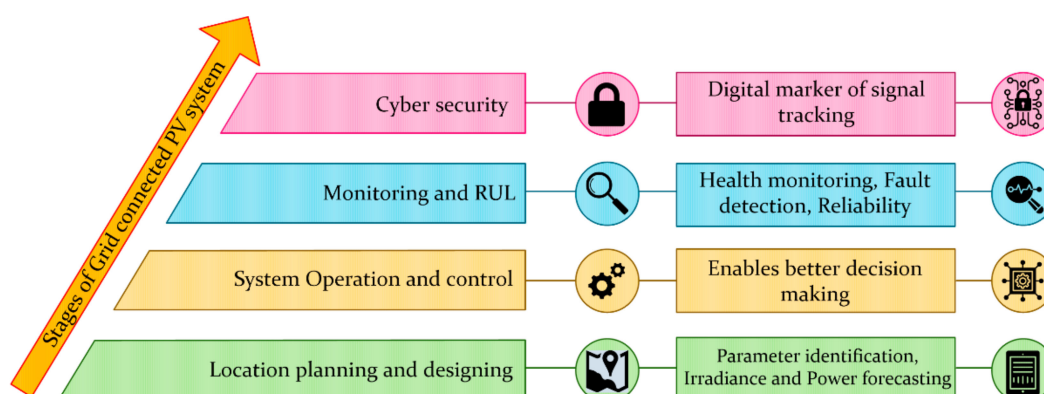 Stages of Grid connected PV system
Cyber security
Digital marker of signal
tracking
Monitoring and RUL
Health monitoring, Fault
detection, Reliability
System Operation and control
Enables better decision
making
Location planning and designing
Parameter identification,
Irradiance and Power forecasting